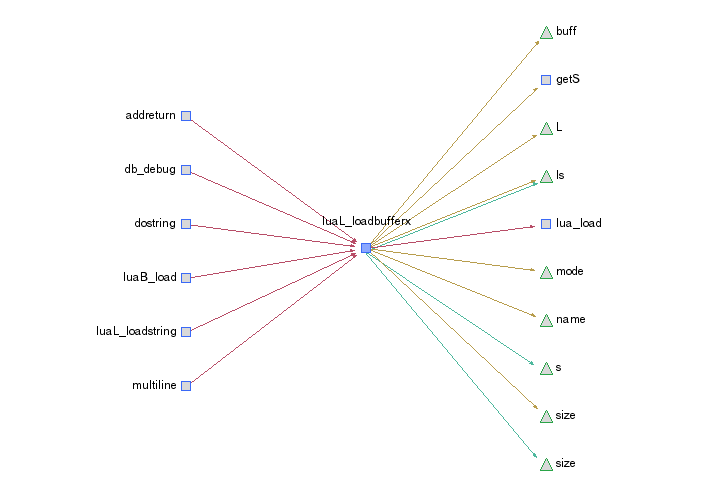 addreturn
db_debug
dostring
luaB_load
luaL_loadstring
multiline
luaL_loadbufferx
buff
getS
L
ls
lua_load
mode
name
s
size
size